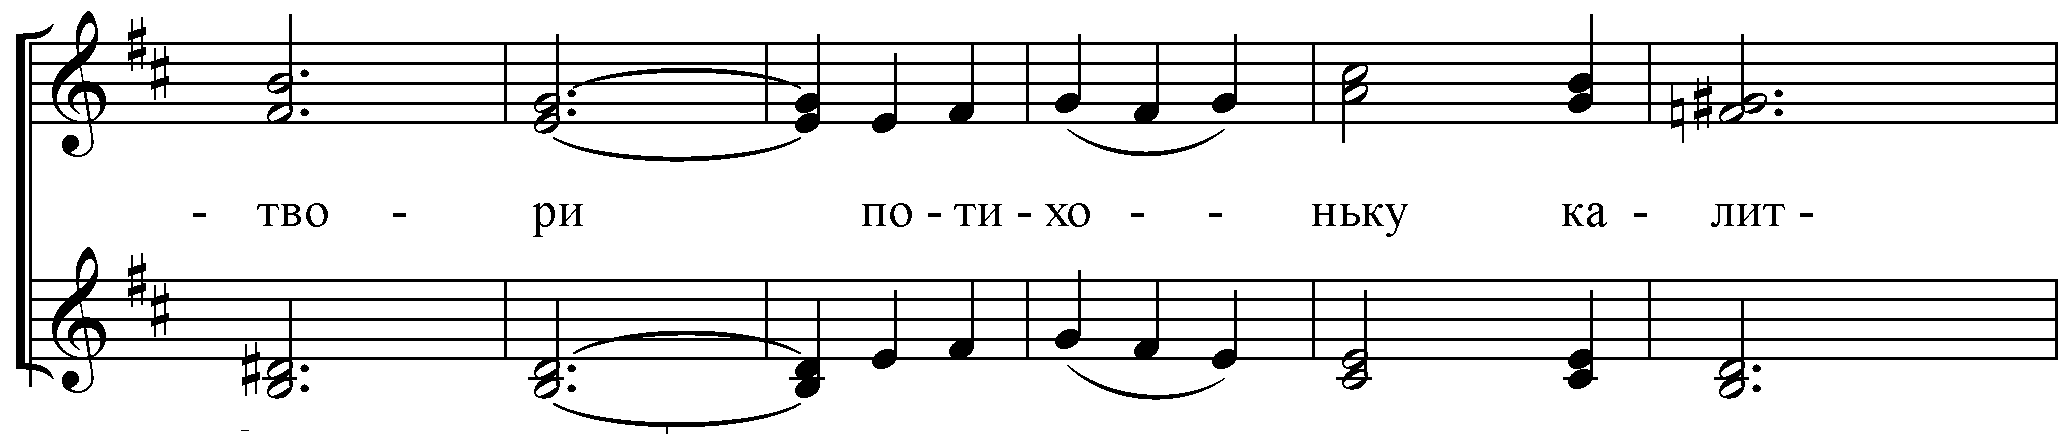 - тво - ри по - ти - хо - - ньку ка - лит -